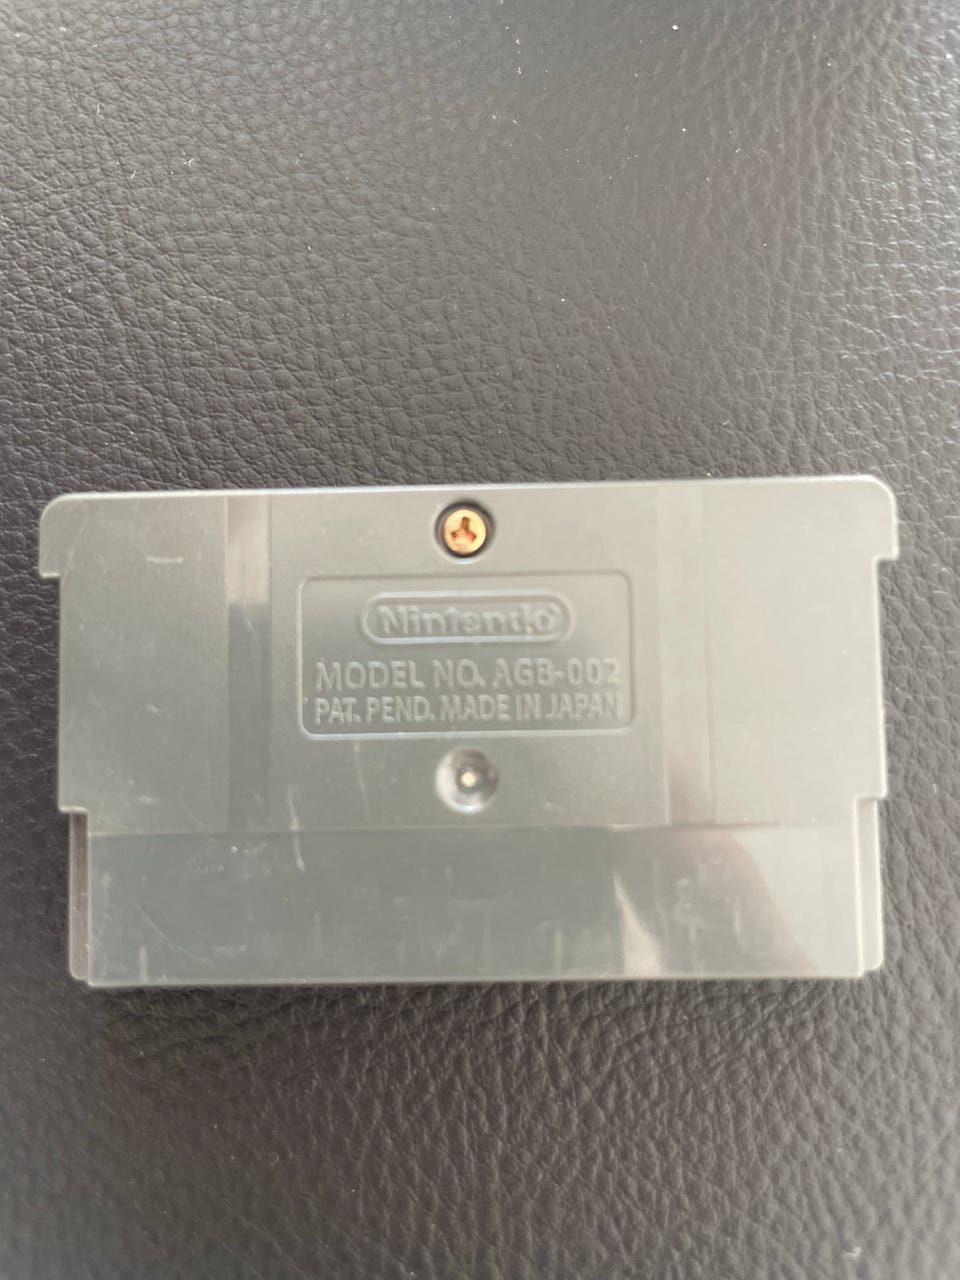 Nintendo
MODEL NO. AGB-002
PAT. PEND. MADE IN JAPAN